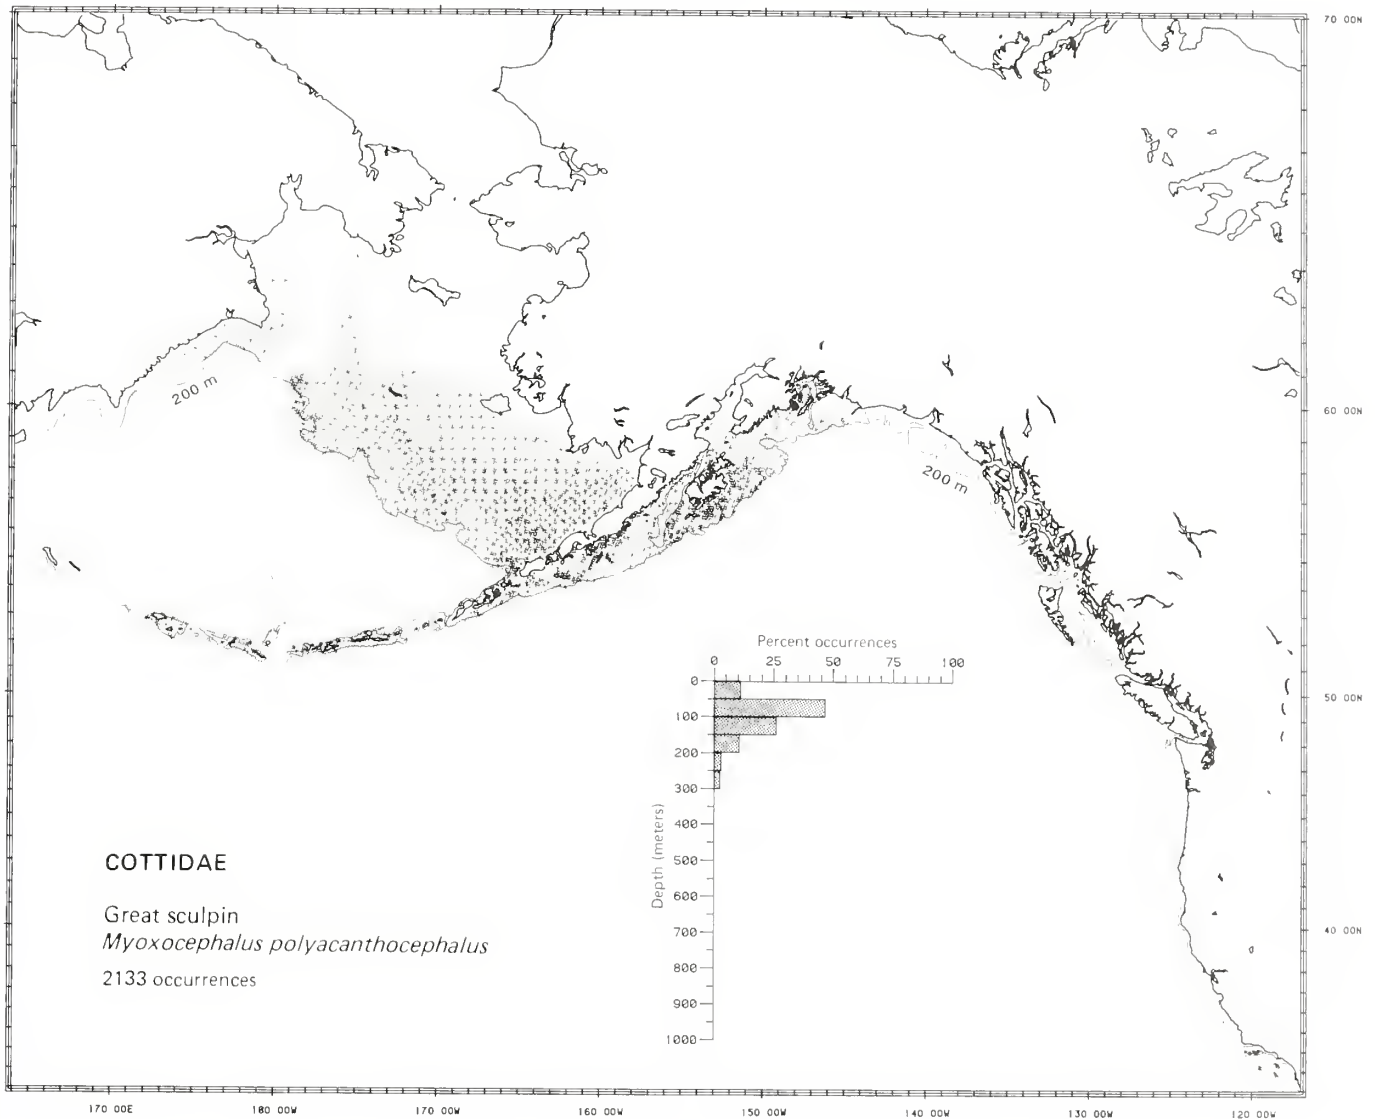 70 00N
200 m
60 00N
200 m
Percent occurrences
0 25 50 75 100
0
100
200
300
400
500
600
700
800
900
1000
Depth (meters)
50 00N
40 00N
COTTIDAE
Great sculpin
Myoxocephalus polyacanthocephalus
2133 occurrences
170 00E 180 00W 170 00W 160 00W 150 00W 140 00W 130 00W 120 00W